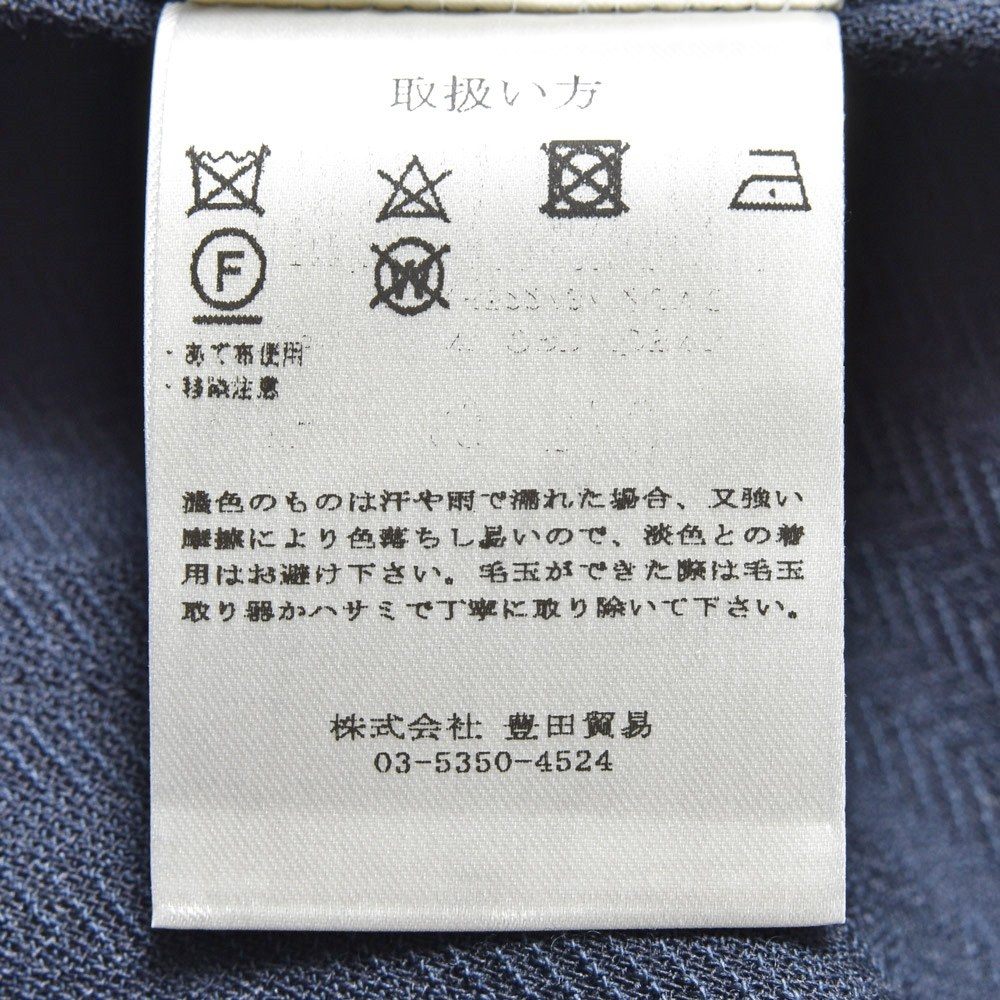 取扱い方
F W
・あて布使用
・移染注意
濃色のものは汗や雨で濡れた場合、又強い
摩擦により色落ちし易いので、淡色との着
用はお避け下さい。毛玉ができた際は毛玉
取り器かハサミで丁寧に取り除いて下さい。
株式会社 豊田貿易
03-5350-4524